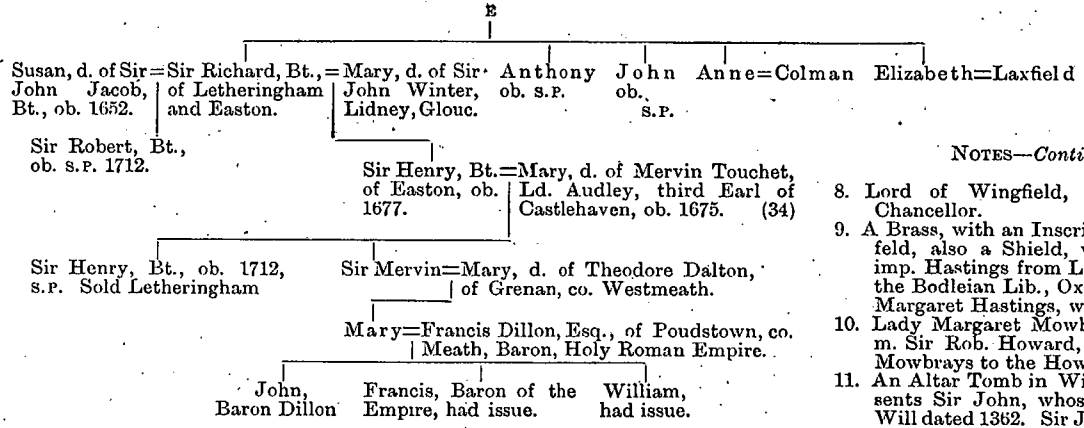 E
Susan, d. of Sir=Sir Richard, Bt.,=Mary, d. of Sir Anthony John Anne=Colman Elizabeth=Laxfield
John Jacob, of Letheringham John Winter, ob. s.p. ob.
Bt., ob. 1652. and Easton. Lidney, Glouc. s.p.
Sir Robert, Bt.,
ob. s.p. 1712.
Sir Henry, Bt.=Mary, d. of Mervin Touchet,
of Easton, ob. Ld. Audley, third Earl of
1677. Castlehaven, ob. 1675. (34)
Sir Henry, Bt., ob. 1712,
s.p. Sold Letheringham
Sir Mervin=Mary, d. of Theodore Dalton,
of Grenan, co. Westmeath.
Mary=Francis Dillon, Esq., of Poudstown, co.
Meath, Baron, Holy Roman Empire.
John,
Baron Dillon
Francis, Baron of the
Empire, had issue.
William,
had issue.
NOTES—Conti
8. Lord of Wingfield,
Chancellor.
9. A Brass, with an Inscri
feld, also a Shield,
imp. Hastings from L
the Bodleian Lib., Ox
Margaret Hastings, w
10. Lady Margaret Mowb
m. Sir Rob. Howard,
Mowbrays to the How
11. An Altar Tomb in Wi
sents Sir John, whos
Will dated 1362. Sir J